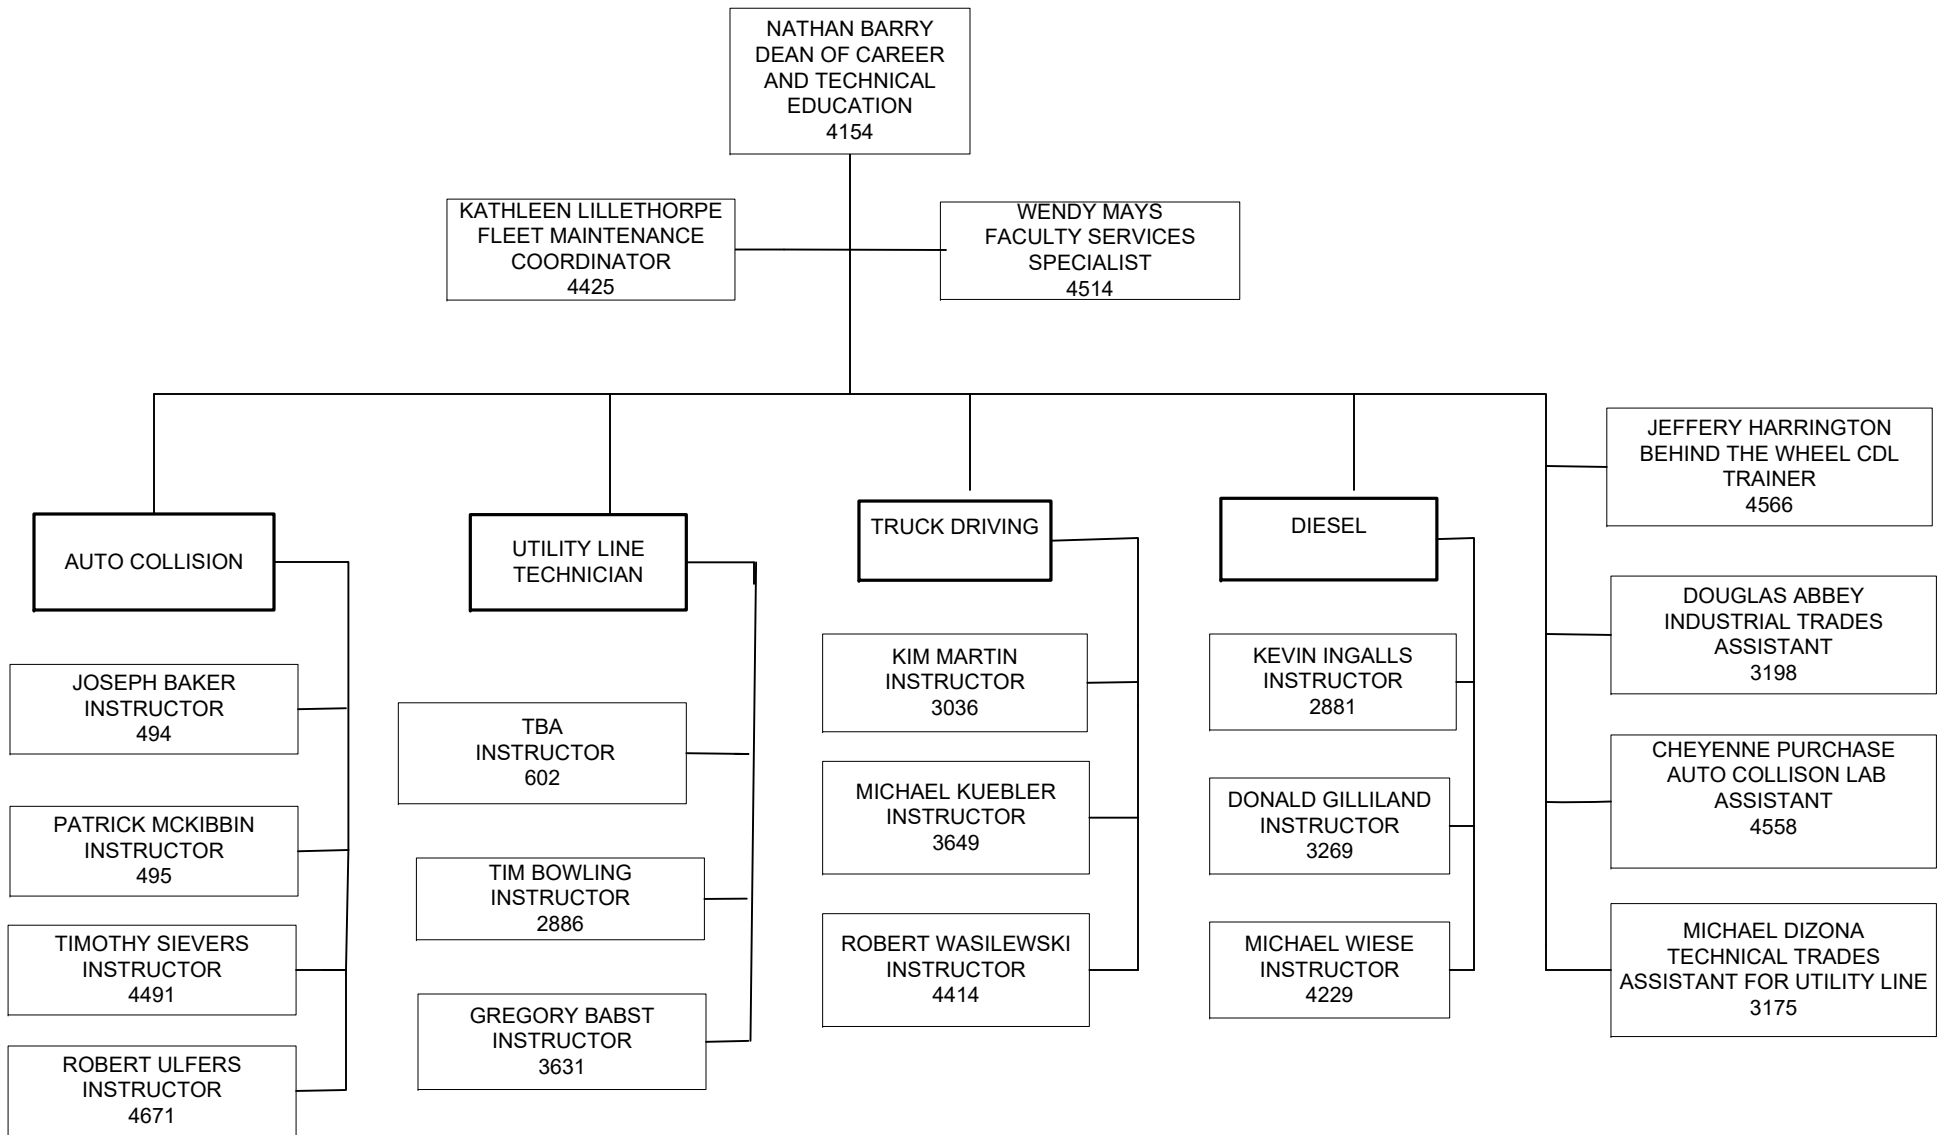 NATHAN BARRY
DEAN OF CAREER
AND TECHNICAL
EDUCATION
4154
KATHLEEN LILLETHORPE
FLEET MAINTENANCE
COORDINATOR
4425
WENDY MAYS
FACULTY SERVICES
SPECIALIST
4514
AUTO COLLISION
JOSEPH BAKER
INSTRUCTOR
494
PATRICK MCKIBBIN
INSTRUCTOR
495
TIMOTHY SIEVERS
INSTRUCTOR
4491
ROBERT ULFERS
INSTRUCTOR
4671
UTILITY LINE
TECHNICIAN
TBA
INSTRUCTOR
602
TIM BOWLING
INSTRUCTOR
2886
GREGORY BABST
INSTRUCTOR
3631
TRUCK DRIVING
KIM MARTIN
INSTRUCTOR
3036
MICHAEL KUEBLER
INSTRUCTOR
3649
ROBERT WASILEWSKI
INSTRUCTOR
4414
DIESEL
KEVIN INGALLS
INSTRUCTOR
2881
DONALD GILLILAND
INSTRUCTOR
3269
MICHAEL WIESE
INSTRUCTOR
4229
JEFFERY HARRINGTON
BEHIND THE WHEEL CDL
TRAINER
4566
DOUGLAS ABBEY
INDUSTRIAL TRADES
ASSISTANT
3198
CHEYENNE PURCHASE
AUTO COLLISON LAB
ASSISTANT
4558
MICHAEL DIZONA
TECHNICAL TRADES
ASSISTANT FOR UTILITY LINE
3175